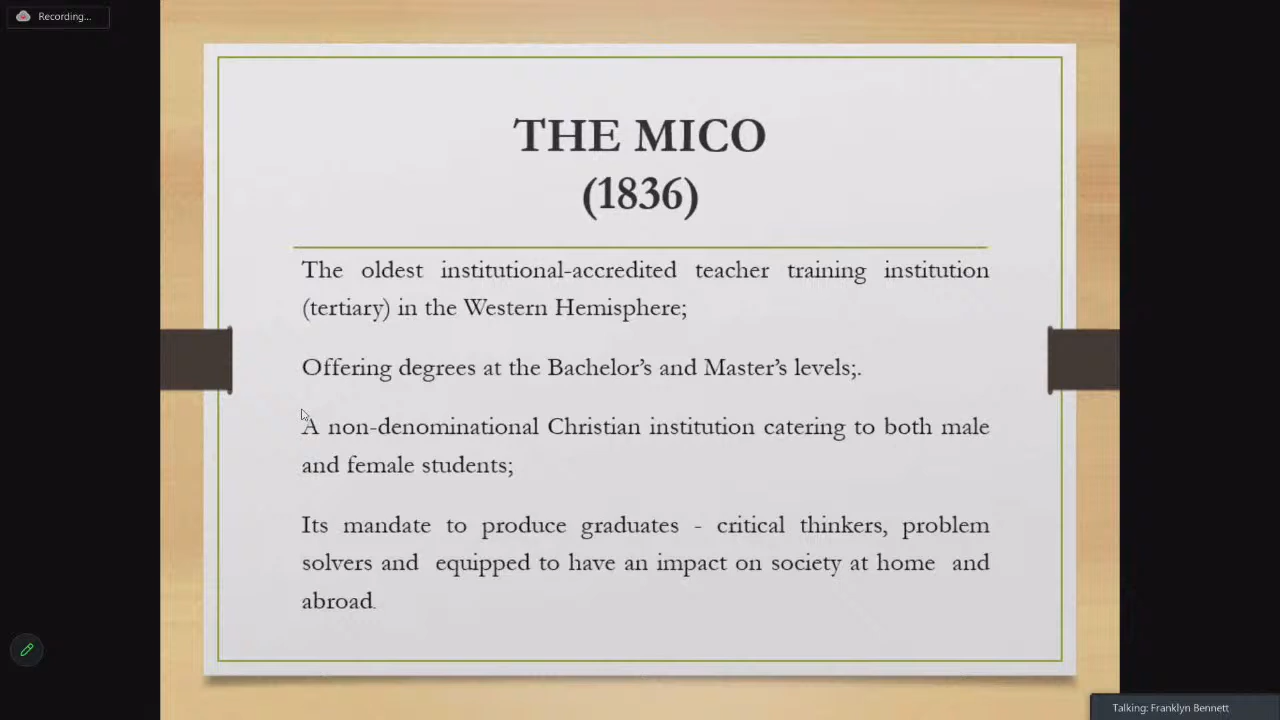 Recording...
THE MICO
(1836)
The oldest institutional-accredited teacher training institution
(tertiary) in the Western Hemisphere;
Offering degrees at the Bachelor’s and Master’s levels;.
A non-denominational Christian institution catering to both male
and female students;
Its mandate to produce graduates - critical thinkers, problem
solvers and equipped to have an impact on society at home and
abroad.
Talking: Franklyn Bennett